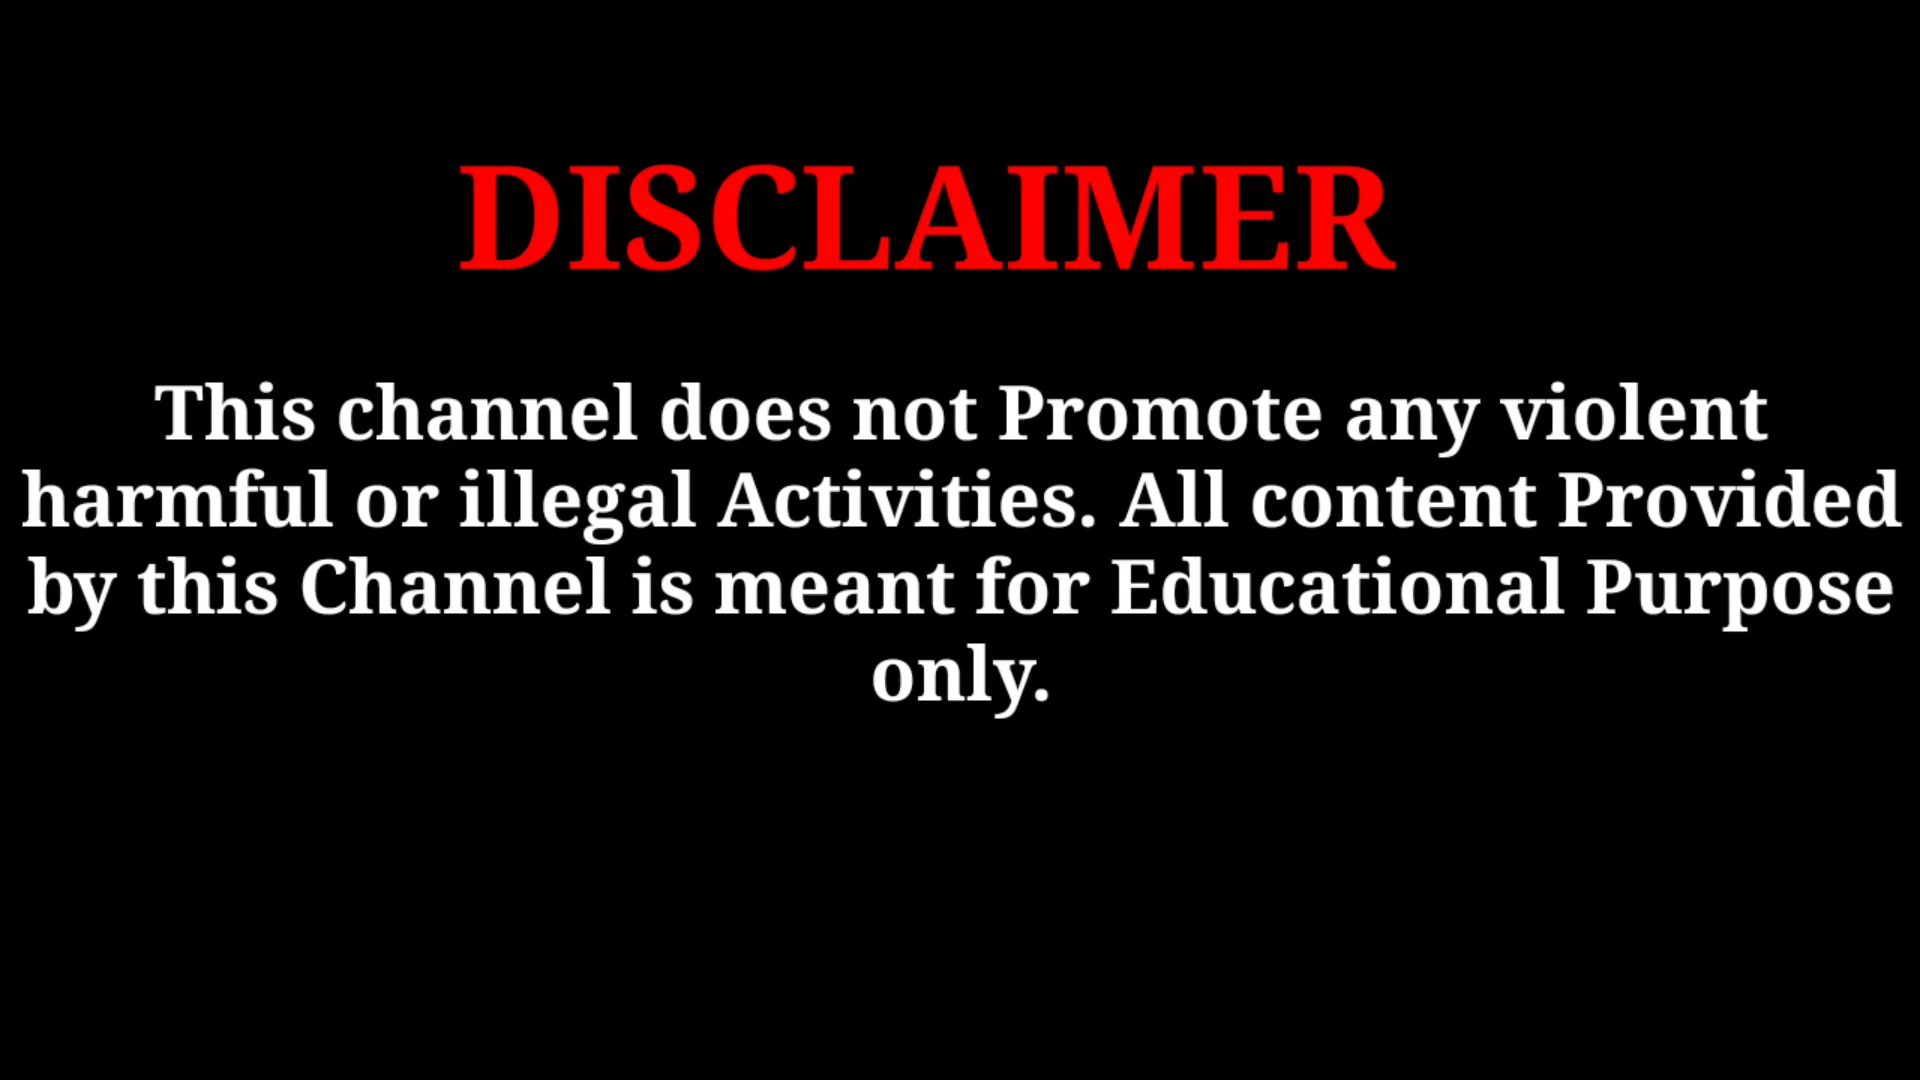 DISCLAIMER
This channel does not Promote any violent
harmful or illegal Activities. All content Provided
by this Channel is meant for Educational Purpose
only.